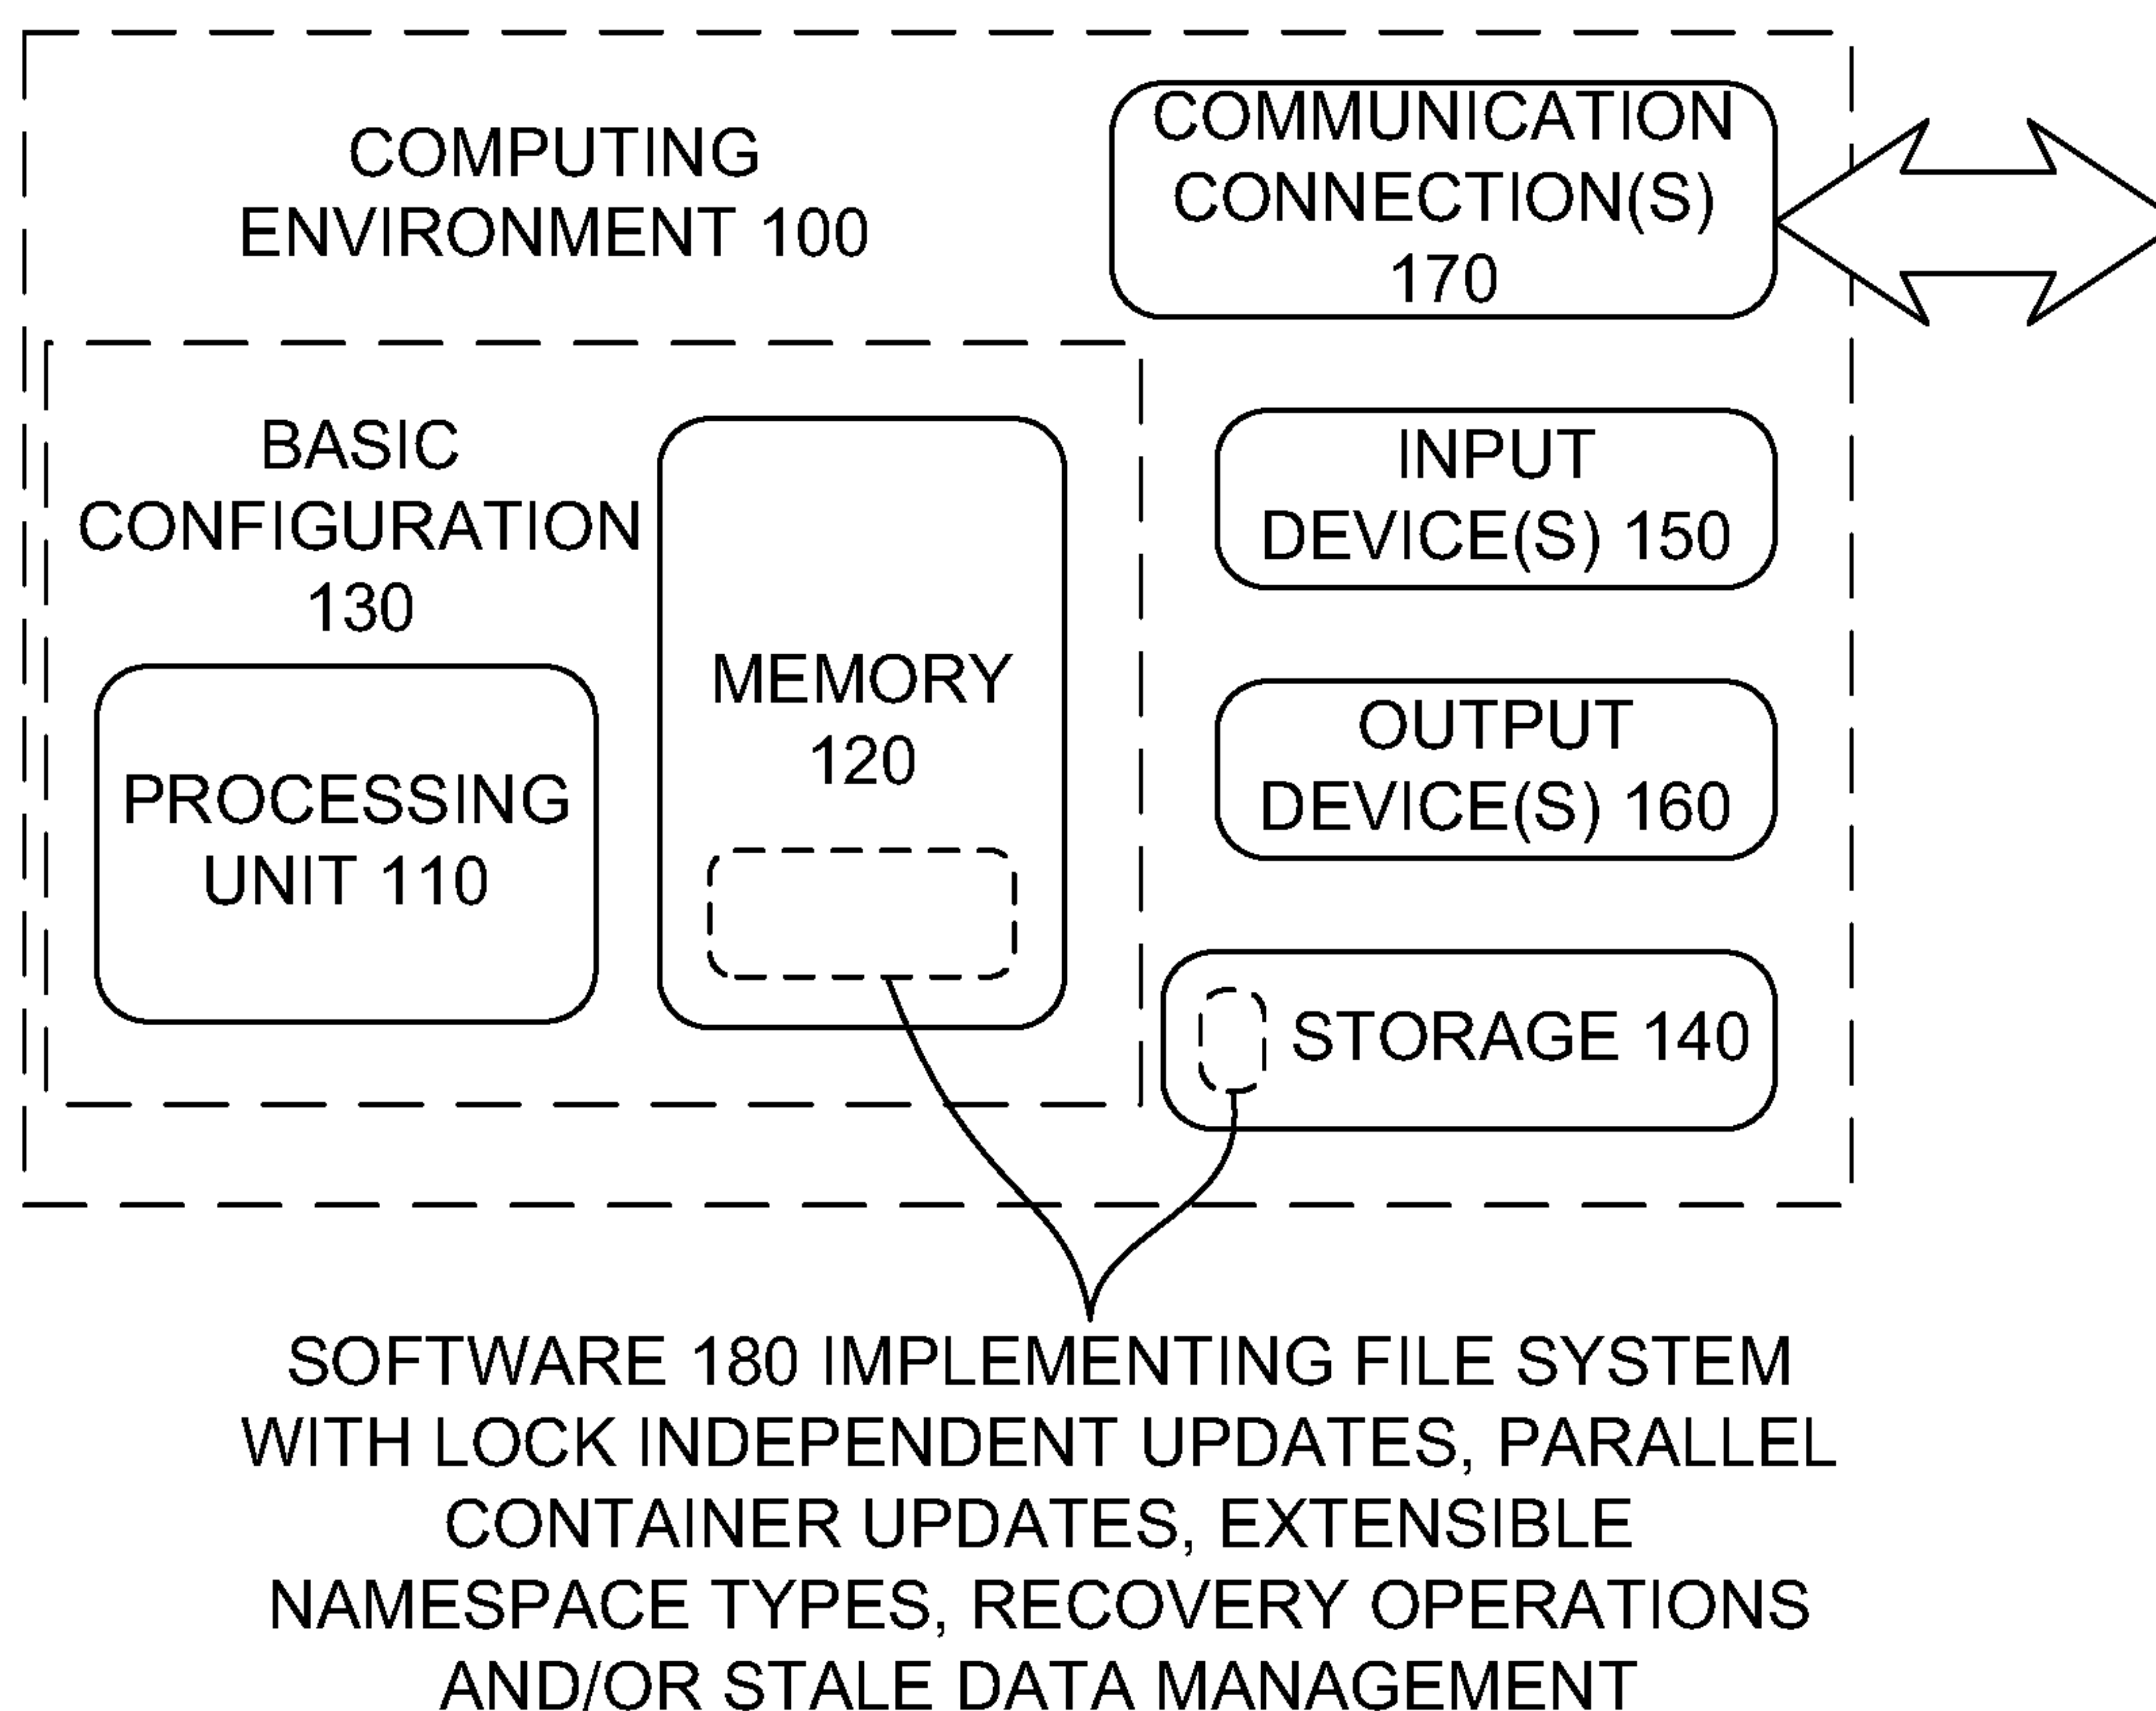 COMPUTING
ENVIRONMENT 100
COMMUNICATION
CONNECTION(S)
170
BASIC
CONFIGURATION
130
PROCESSING
UNIT 110
MEMORY
120
INPUT
DEVICE(S) 150
OUTPUT
DEVICE(S) 160
STORAGE 140
SOFTWARE 180 IMPLEMENTING FILE SYSTEM
WITH LOCK INDEPENDENT UPDATES, PARALLEL
CONTAINER UPDATES, EXTENSIBLE
NAMESPACE TYPES, RECOVERY OPERATIONS
AND/OR STALE DATA MANAGEMENT